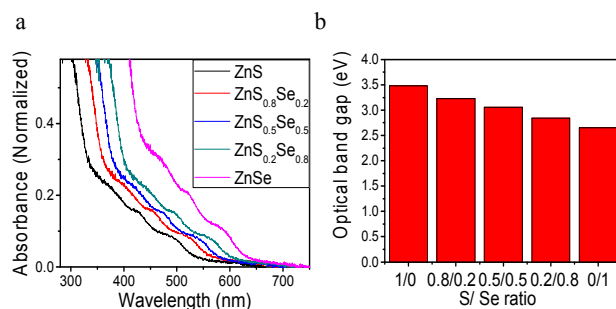 a
b
Absorbance (Normalized)
0.4
0.2
0.0
ZnS
ZnS0.8Se0.2
ZnS0.5Se0.5
ZnS0.2Se0.8
ZnSe
300 400 500 600 700
Wavelength (nm)
Optical band gap (eV)
4.0
3.5
3.0
2.5
2.0
1.5
1.0
0.5
0.0
1/0 0.8/0.2 0.5/0.5 0.2/0.8 0/1
S/ Se ratio